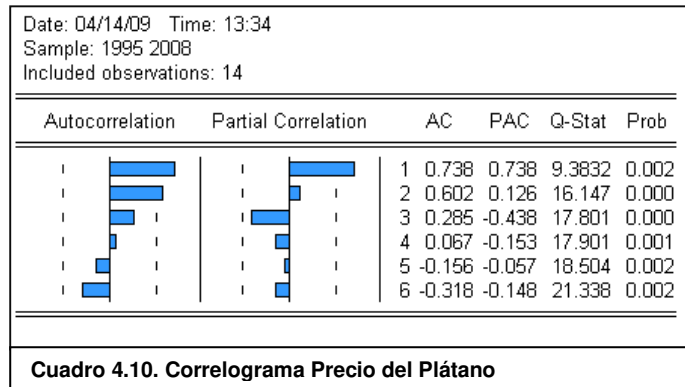 Date: 04/14/09 Time: 13:34
Sample: 1995 2008
Included observations: 14
Autocorrelation Partial Correlation AC PAC Q-Stat Prob
1 0.738 0.738 9.3832 0.002
2 0.602 0.126 16.147 0.000
3 0.285 -0.438 17.801 0.000
4 0.067 -0.153 17.901 0.001
5 -0.156 -0.057 18.504 0.002
6 -0.318 -0.148 21.338 0.002
Cuadro 4.10. Correlograma Precio del Plátano